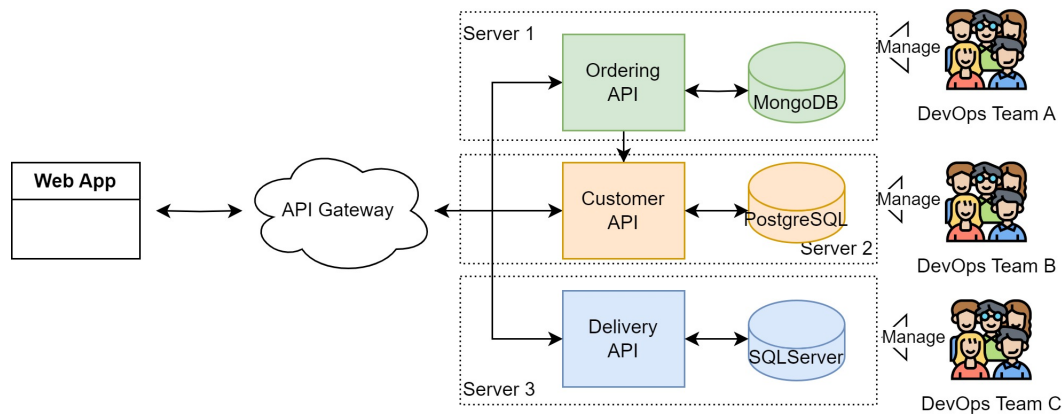 Server 1
Ordering
API
MongoDB
Manage
DevOps Team A
Web App
API Gateway
Customer
API
PostgreSQL
Server 2
Manage
DevOps Team B
Delivery
API
SQLServer
Server 3
Manage
DevOps Team C